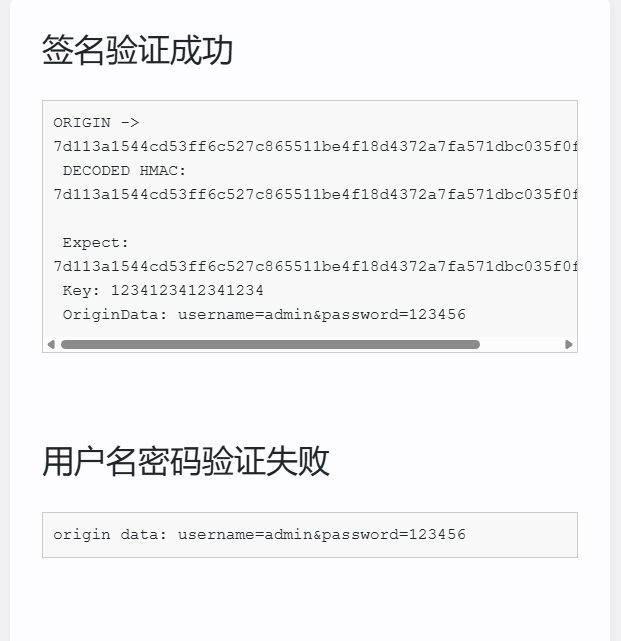 签名验证成功
ORIGIN ->
7d113a1544cd53ff6c527c865511be4f18d4372a7fa571dbc035f0f
DECODED HMAC:
7d113a1544cd53ff6c527c865511be4f18d4372a7fa571dbc035f0f
Expect:
7d113a1544cd53ff6c527c865511be4f18d4372a7fa571dbc035f0f
Key: 1234123412341234
OriginData: username=admin&password=123456
用户名密码验证失败
origin data: username=admin&password=123456